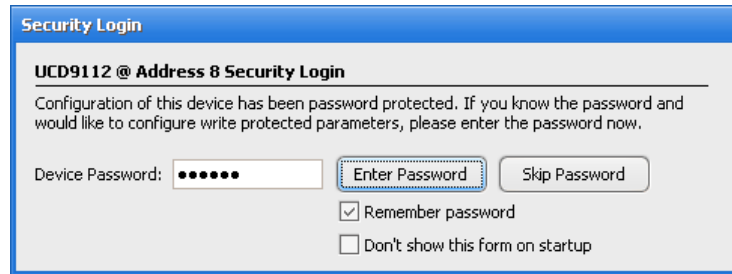 Security Login
UCD9112 @ Address 8 Security Login
Configuration of this device has been password protected. If you know the password and
would like to configure write protected parameters, please enter the password now.
Device Password: ●●●●●● Enter Password Skip Password
Remember password
Don't show this form on startup